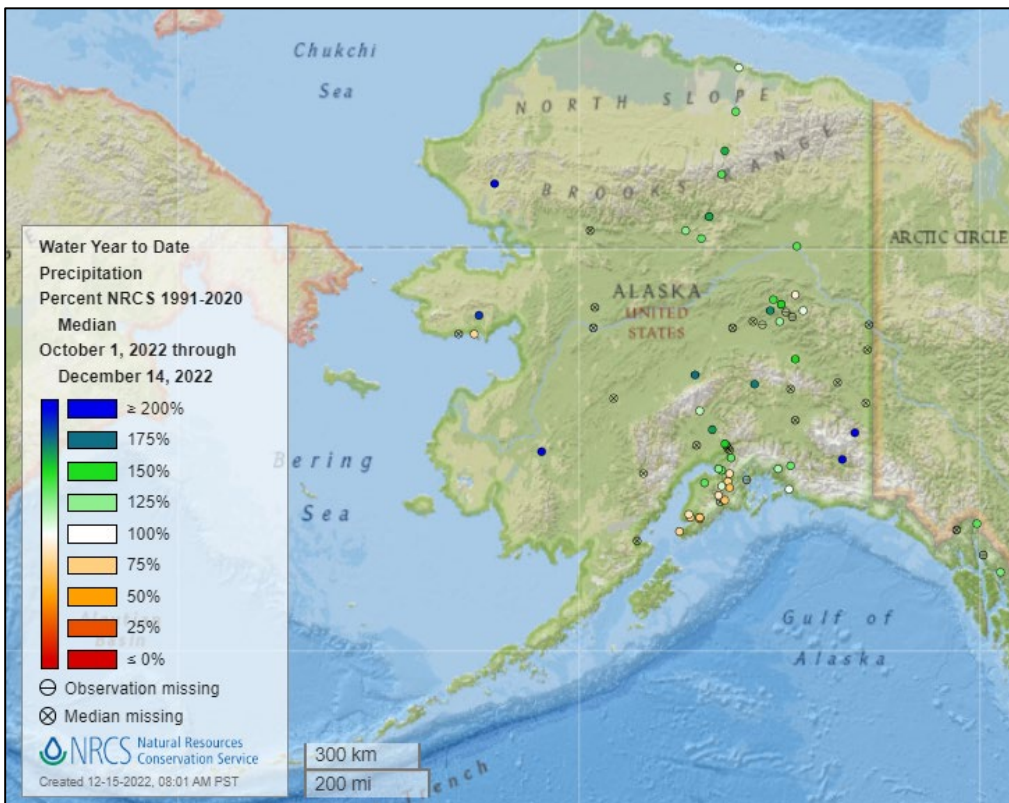 Chukchi
Sea
NORTH SLOPE
BROOKS RANGE
ARCTIC CIRCLE
ALASKA
UNITED
STATES
Bering
Sea
Gulf of
Alaska
Trench
Water Year to Date
Precipitation
Percent NRCS 1991-2020
Median
October 1, 2022 through
December 14, 2022
≥ 200%
175%
150%
125%
100%
75%
50%
25%
≤ 0%
Observation missing
Median missing
NRCS Natural Resources
Conservation Service
Created 12-15-2022, 08:01 AM PST
300 km
200 mi